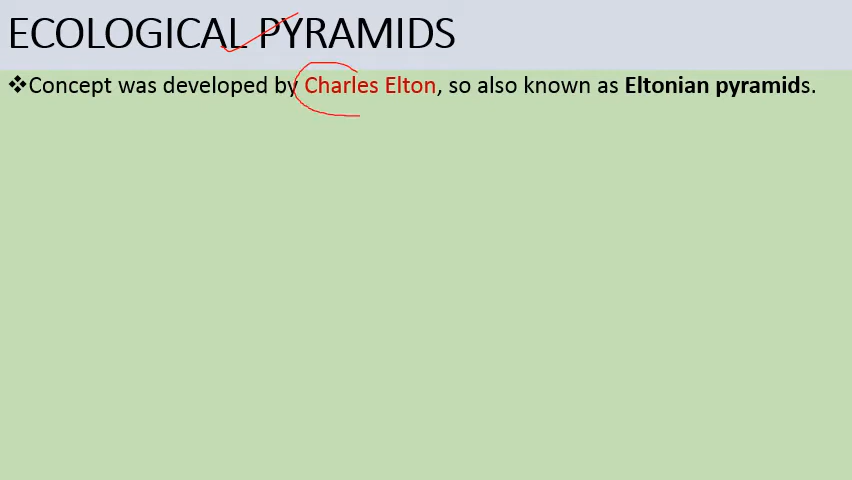 ECOLOGICAL PYRAMIDS
❖Concept was developed by Charles Elton, so also known as Eltonian pyramids.